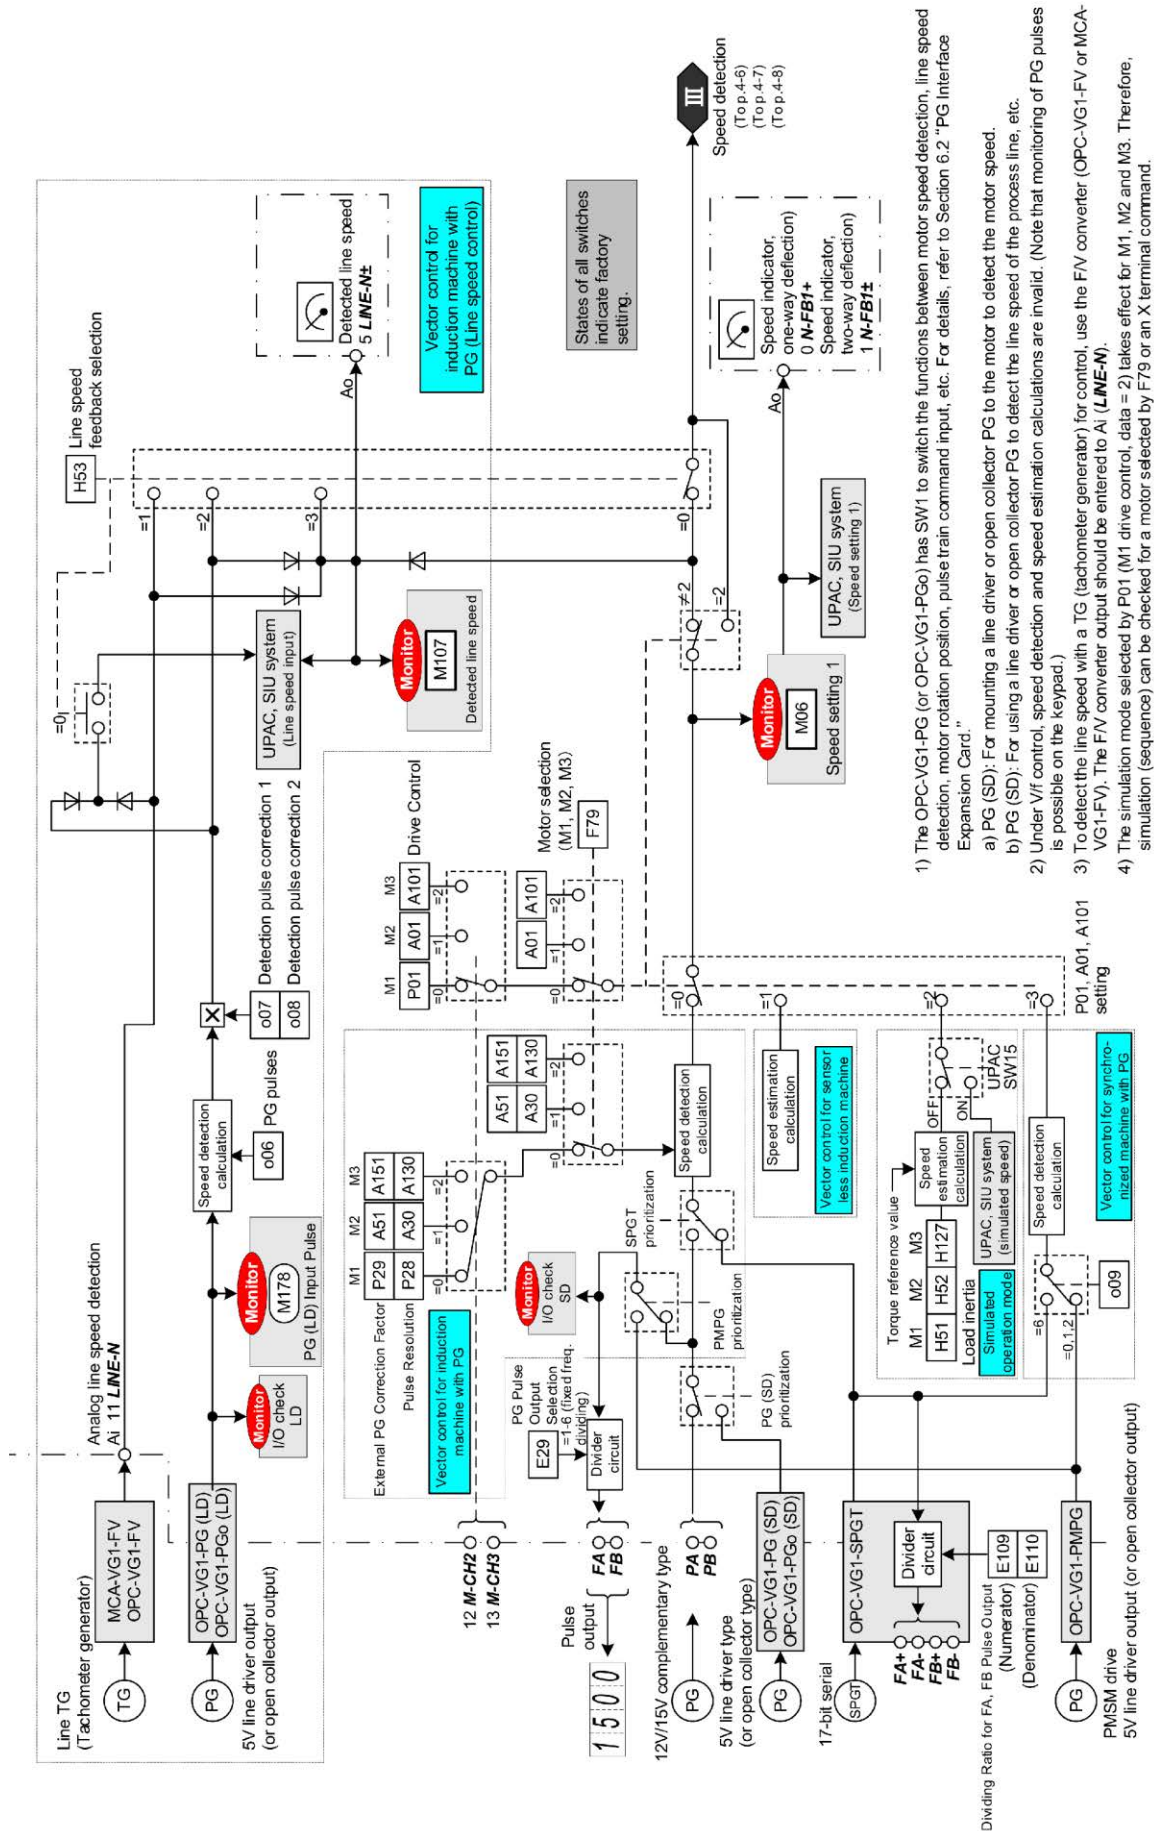 Line TG
(Tachometer generator)
TG
MCA-VG1-FV
OPC-VG1-FV
Analog line speed detection
Ai 11 LINE-N
PG
OPC-VG1-PG (LD)
OPC-VG1-PGo (LD)
5V line driver output
(or open collector output)
Monitor
I/O check
LD
Monitor
M178
PG (LD) Input Pulse
Speed detection
calculation
o06
PG pulses
X
o07
Detection pulse correction 1
o08
Detection pulse correction 2
=0
UPAC, SIU system
(Line speed input)
Monitor
M107
Detected line speed
H53
Line speed
feedback selection
=1
=2
=3
=0
Ao
Detected line speed
5 LINE-N±
Vector control for
induction machine with
PG (Line speed control)
States of all switches
indicate factory
setting.
III
Speed detection
(To p.4-6)
(To p.4-7)
(To p.4-8)
12 M-CH2
13 M-CH3
External PG Correction Factor
Pulse Resolution
M1
M2
M3
P29
A51
A151
P28
A30
A130
=0
=1
=2
Vector control for induction
machine with PG
M1
M2
M3
Drive Control
P01
A01
A101
=0
=1
=2
Motor selection
(M1, M2, M3)
F79
A01
A101
=0
=1
=2
A51
A151
A30
A130
=0
=1
=2
Pulse
output
1 5 0 0
FA
FB
PG Pulse
Output
Selection
=1-6 (fixed freq.
dividing)
E29
Divider
circuit
Monitor
I/O check
SD
SPGT
prioritization
PMPG
prioritization
PG (SD)
prioritization
Speed detection
calculation
12V/15V complementary type
PG
PA
PB
5V line driver type
(or open collector type)
PG
OPC-VG1-PG (SD)
OPC-VG1-PGo (SD)
=0
Monitor
M06
Speed setting 1
≠2
=2
UPAC, SIU system
(Speed setting 1)
Ao
Speed indicator,
one-way deflection)
0 N-FB1+
Speed indicator,
two-way deflection)
1 N-FB1±
Speed estimation
calculation
=1
Vector control for sensor
less induction machine
17-bit serial
SPGT
OPC-VG1-SPGT
Divider
circuit
FA+
FA-
FB+
FB-
Dividing Ratio for FA, FB Pulse Output
(Numerator)
E109
(Denominator)
E110
Torque reference value
M1
M2
M3
H51
H52
H127
Load inertia
Simulated
operation mode
Speed
estimation
calculation
OFF
ON
UPAC, SIU system
(simulated speed)
UPAC
SW15
=2
PG
OPC-VG1-PMPG
PMSM drive
5V line driver output (or open collector output)
=6
=0,1,2
o09
Speed detection
calculation
=3
Vector control for synchro-
nized machine with PG
P01, A01, A101
setting
1) The OPC-VG1-PG (or OPC-VG1-PGo) has SW1 to switch the functions between motor speed detection, line speed
detection, motor rotation position, pulse train command input, etc. For details, refer to Section 6.2 "PG Interface
Expansion Card."
a) PG (SD): For mounting a line driver or open collector PG to the motor to detect the motor speed.
b) PG (SD): For using a line driver or open collector PG to detect the line speed of the process line, etc.
2) Under V/f control, speed detection and speed estimation calculations are invalid. (Note that monitoring of PG pulses
is possible on the keypad.)
3) To detect the line speed with a TG (tachometer generator) for control, use the F/V converter (OPC-VG1-FV or MCA-
VG1-FV). The F/V converter output should be entered to Ai (LINE-N).
4) The simulation mode selected by P01 (M1 drive control, data = 2) takes effect for M1, M2 and M3. Therefore,
simulation (sequence) can be checked for a motor selected by F79 or an X terminal command.